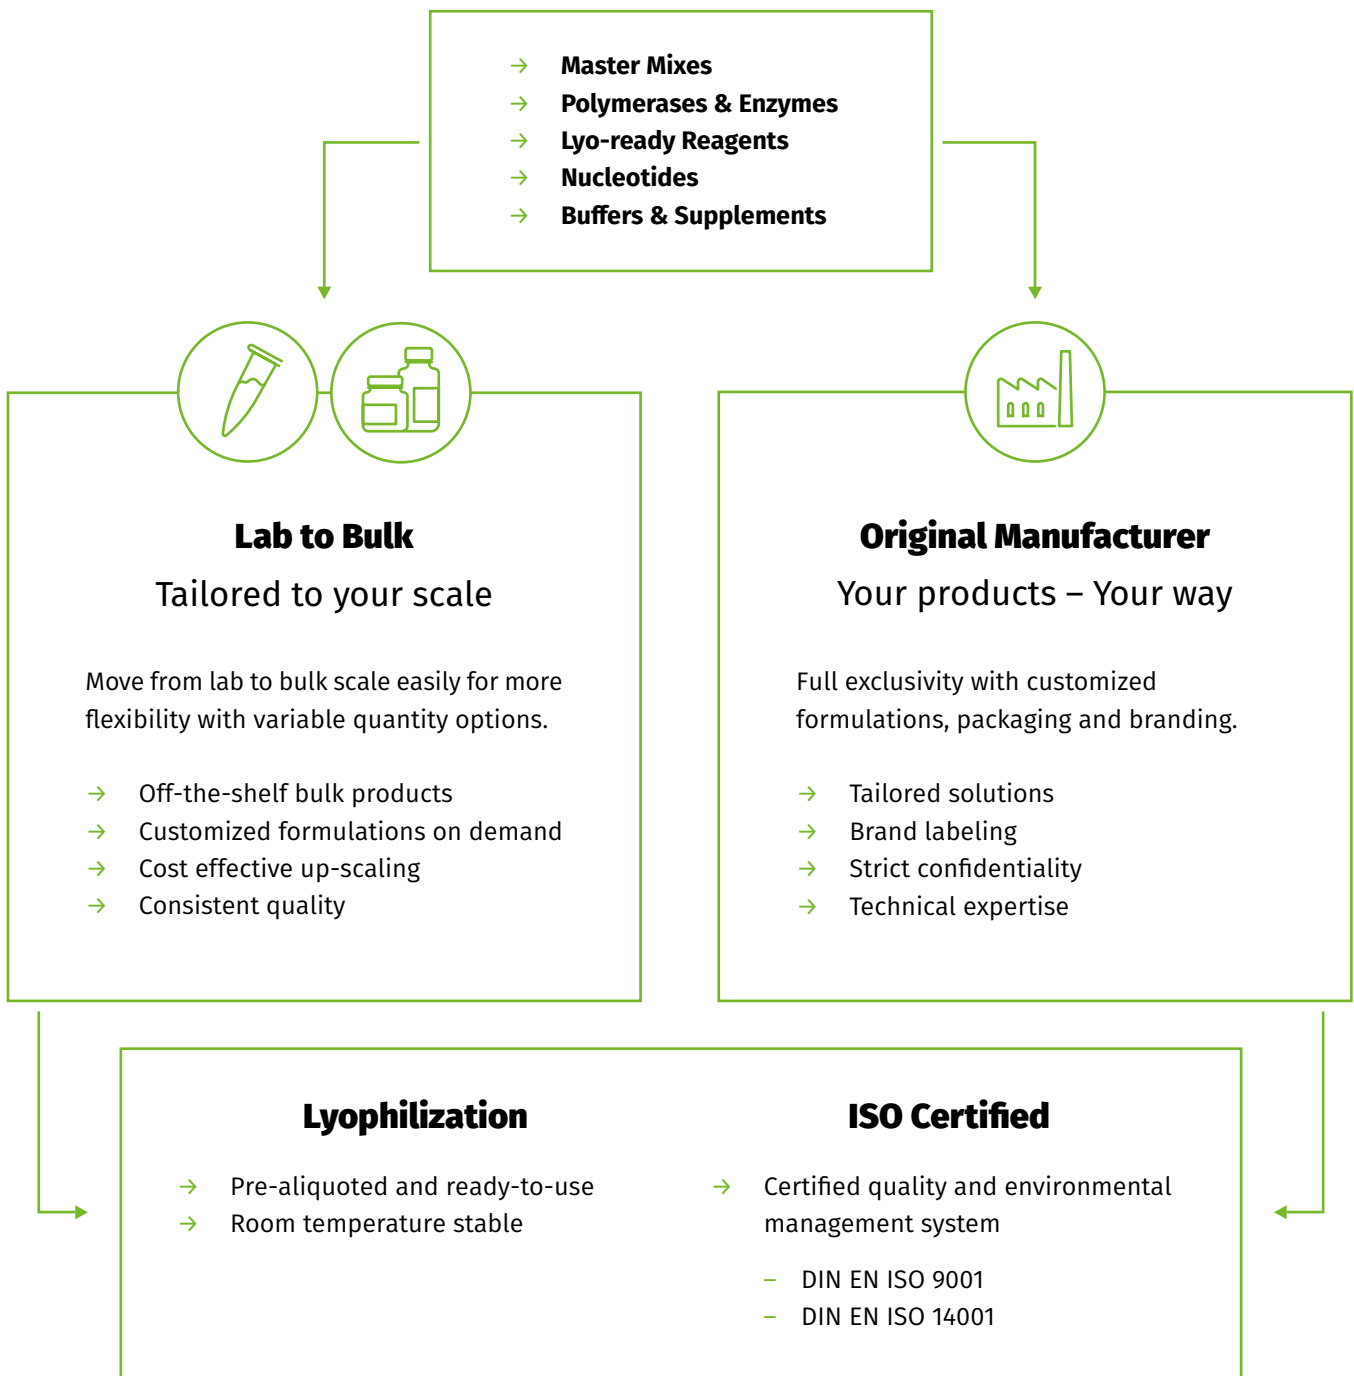 → Master Mixes
→ Polymerases & Enzymes
→ Lyo-ready Reagents
→ Nucleotides
→ Buffers & Supplements
Lab to Bulk
Tailored to your scale
Move from lab to bulk scale easily for more
flexibility with variable quantity options.
→ Off-the-shelf bulk products
→ Customized formulations on demand
→ Cost effective up-scaling
→ Consistent quality
Original Manufacturer
Your products – Your way
Full exclusivity with customized
formulations, packaging and branding.
→ Tailored solutions
→ Brand labeling
→ Strict confidentiality
→ Technical expertise
Lyophilization
→ Pre-aliquoted and ready-to-use
→ Room temperature stable
ISO Certified
→ Certified quality and environmental
management system
– DIN EN ISO 9001
– DIN EN ISO 14001